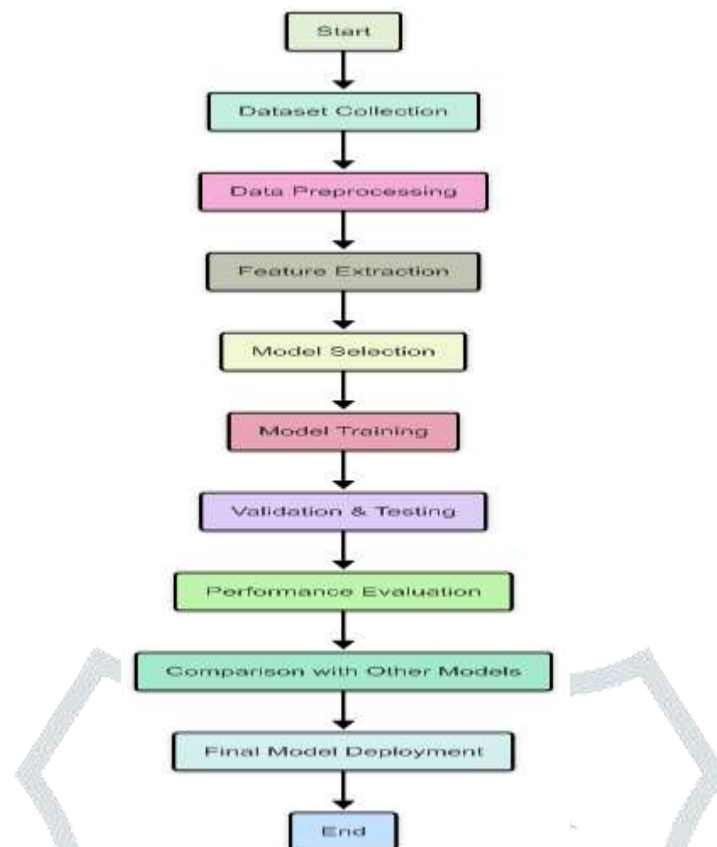 Start
Dataset Collection
Data Preprocessing
Feature Extraction
Model Selection
Model Training
Validation & Testing
Performance Evaluation
Comparison with Other Models
Final Model Deployment
End